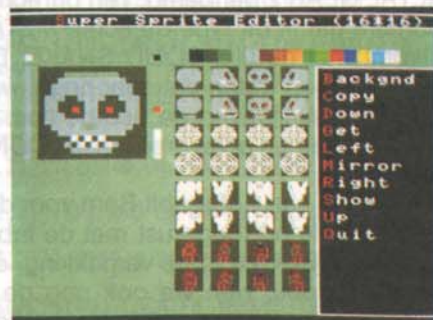 Super Sprite Editor (16*16)
Backgnd
Copy
Down
Get
Left
Mirror
Right
Show
Up
Quit